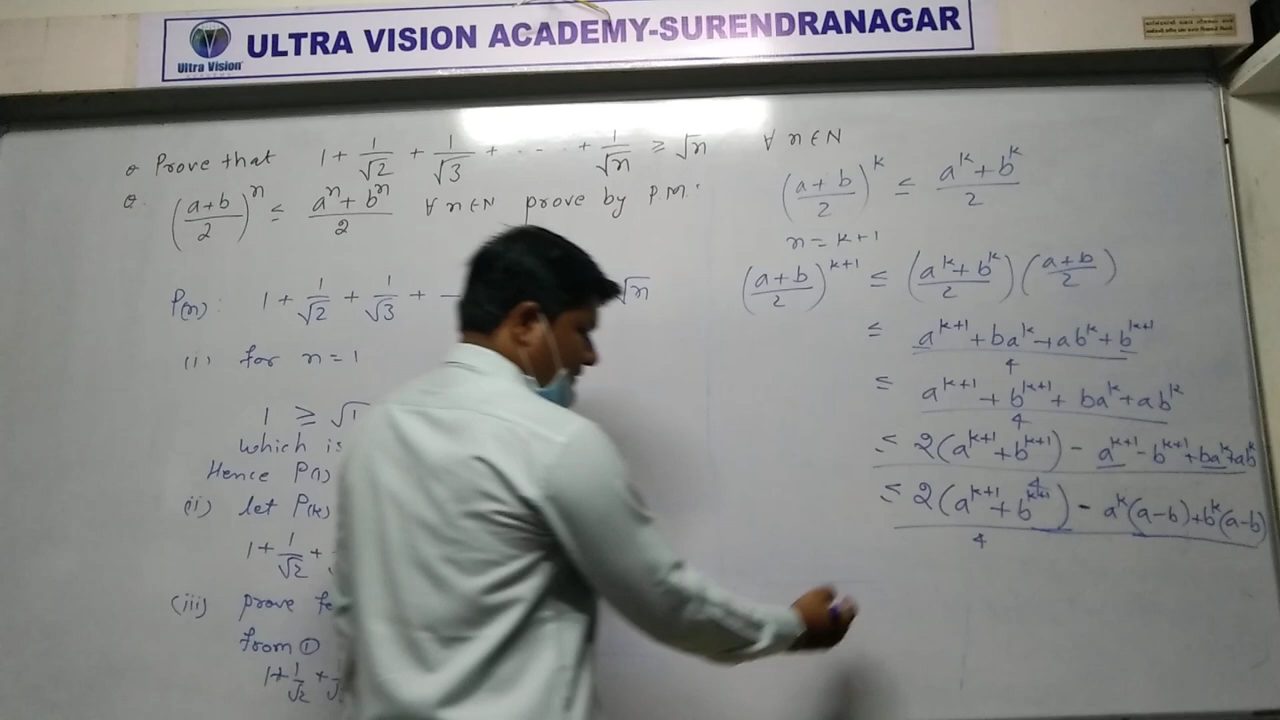 ULTRA VISION ACADEMY-SURENDRANAGAR
Ultra Vision
ACADEMY
Prove that 1 + 1/√2 + 1/√3 + - - - + 1/√n ≥ √n ∀ n∈N
Q. ((a+b)/2)^n ≤ (a^n + b^n)/2 ∀ n∈N prove by P.M.I
P(n): 1 + 1/√2 + 1/√3 + — √n
(i) for n = 1
1 ≥ √1
which is
Hence P(1)
(ii) let P(k)
1 + 1/√2 +
(iii) prove fo
from ①
1 + 1/√2 +
((a+b)/2)^k ≤ (a^k + b^k)/2
n = k+1
((a+b)/2)^(k+1) ≤ ((a^k + b^k)/2)((a+b)/2)
≤ (a^(k+1) + ba^k + ab^k + b^(k+1))/4
≤ (a^(k+1) + b^(k+1) + ba^k + ab^k)/4
≤ (2(a^(k+1) + b^(k+1)) - a^(k+1) - b^(k+1) + ba^k + ab^k)/4
≤ (2(a^(k+1) + b^(k+1)) - a^k(a-b) + b^k(a-b))/4